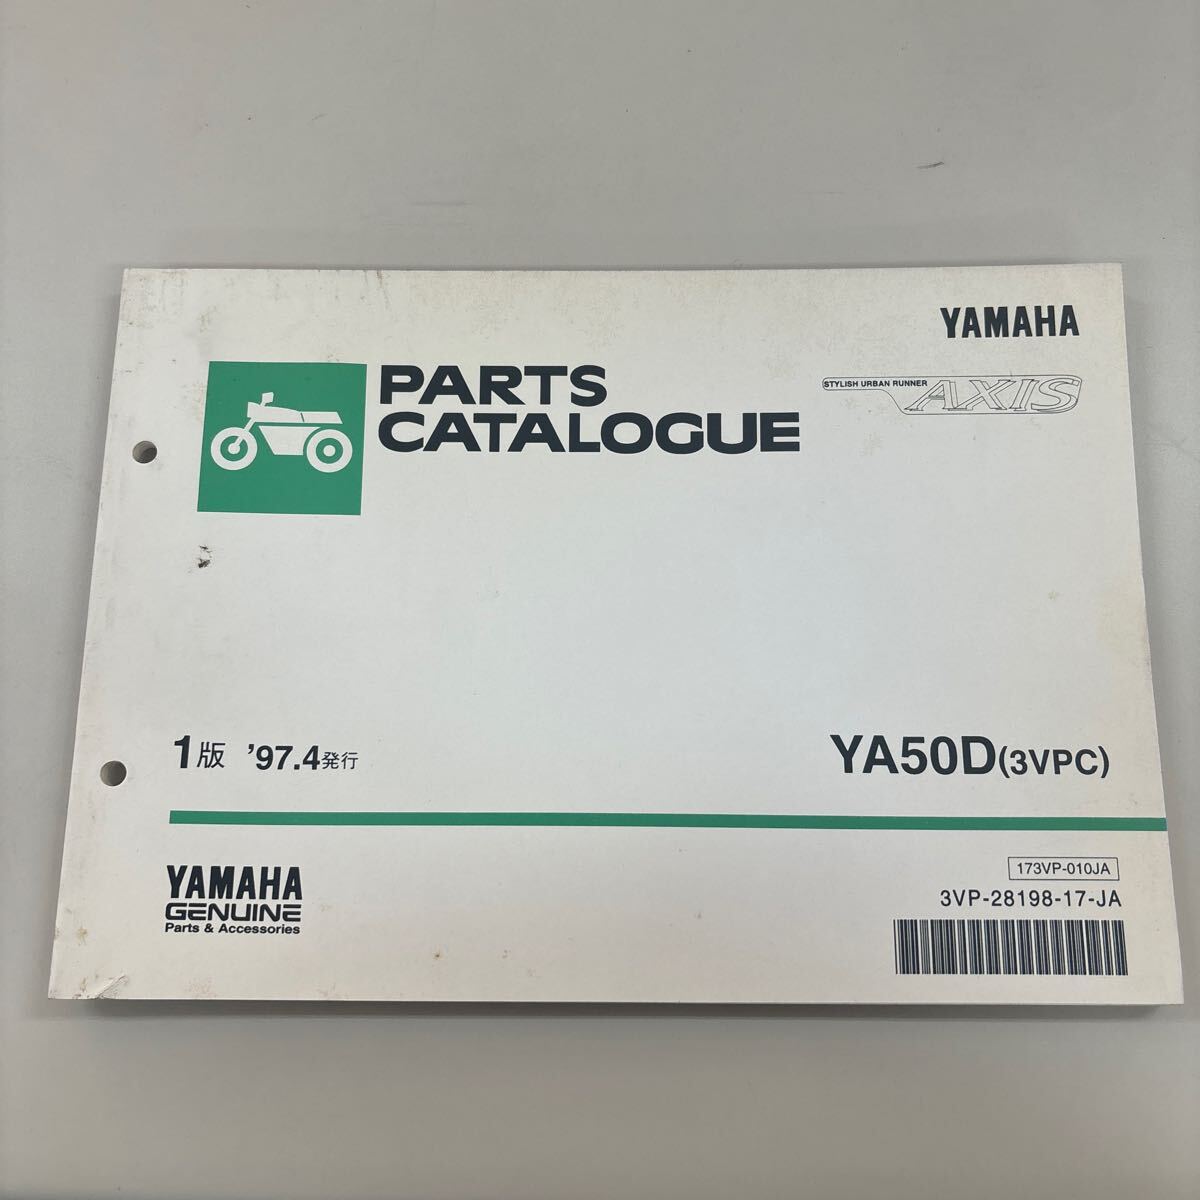 YAMAHA
PARTS
CATALOGUE
STYLISH URBAN RUNNER
AXIS
1版 '97.4発行
YA50D(3VPC)
YAMAHA
GENUINE
Parts & Accessories
173VP-010JA
3VP-28198-17-JA